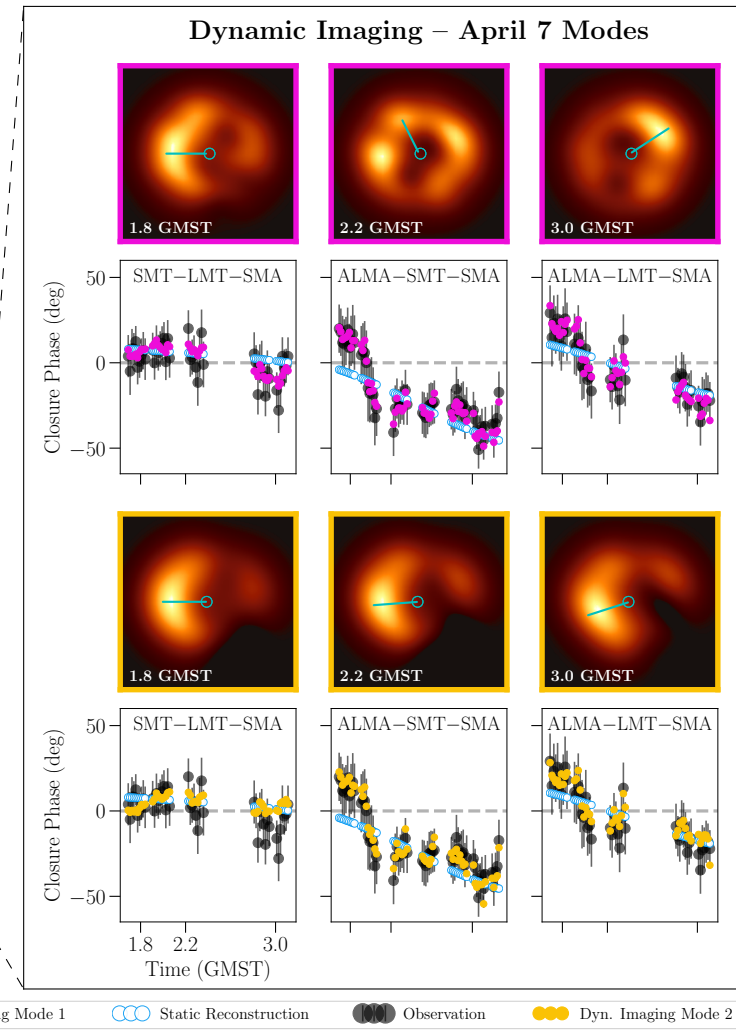 Dynamic Imaging – April 7 Modes
1.8 GMST 2.2 GMST 3.0 GMST
SMT−LMT−SMA ALMA−SMT−SMA ALMA−LMT−SMA
Closure Phase (deg)
50
0
−50
1.8 GMST 2.2 GMST 3.0 GMST
SMT−LMT−SMA ALMA−SMT−SMA ALMA−LMT−SMA
Closure Phase (deg)
50
0
−50
1.8 2.2 3.0
Time (GMST)
g Mode 1 Static Reconstruction Observation Dyn. Imaging Mode 2